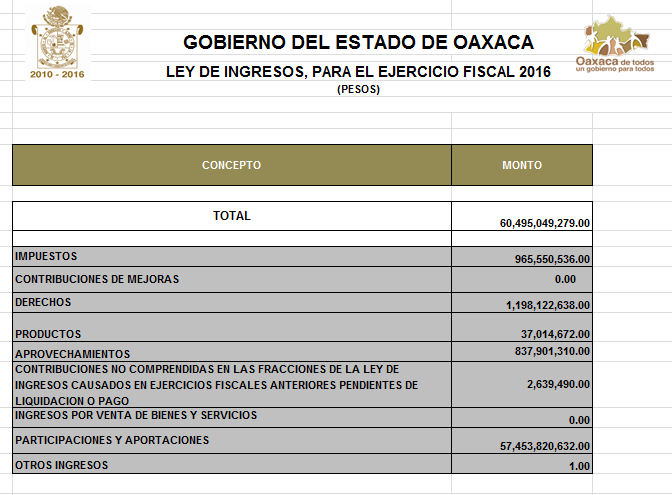 GOBIERNO DEL ESTADO DE OAXACA
LEY DE INGRESOS, PARA EL EJERCICIO FISCAL 2016
(PESOS)
2010 - 2016
Oaxaca de todos
un gobierno para todos
CONCEPTO MONTO
TOTAL 60,495,049,279.00
IMPUESTOS 965,550,536.00
CONTRIBUCIONES DE MEJORAS 0.00
DERECHOS 1,198,122,638.00
PRODUCTOS 37,014,672.00
APROVECHAMIENTOS 837,901,310.00
CONTRIBUCIONES NO COMPRENDIDAS EN LAS FRACCIONES DE LA LEY DE
INGRESOS CAUSADOS EN EJERCICIOS FISCALES ANTERIORES PENDIENTES DE
LIQUIDACION O PAGO 2,639,490.00
INGRESOS POR VENTA DE BIENES Y SERVICIOS 0.00
PARTICIPACIONES Y APORTACIONES 57,453,820,632.00
OTROS INGRESOS 1.00